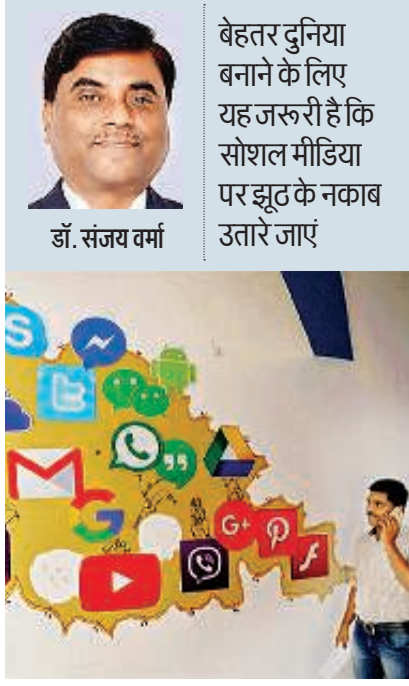 डॉ. संजय वर्मा
बेहतर दुनिया
बनाने के लिए
यह जरूरी है कि
सोशल मीडिया
पर झूठ के नकाब
उतारे जाएं
S
G+